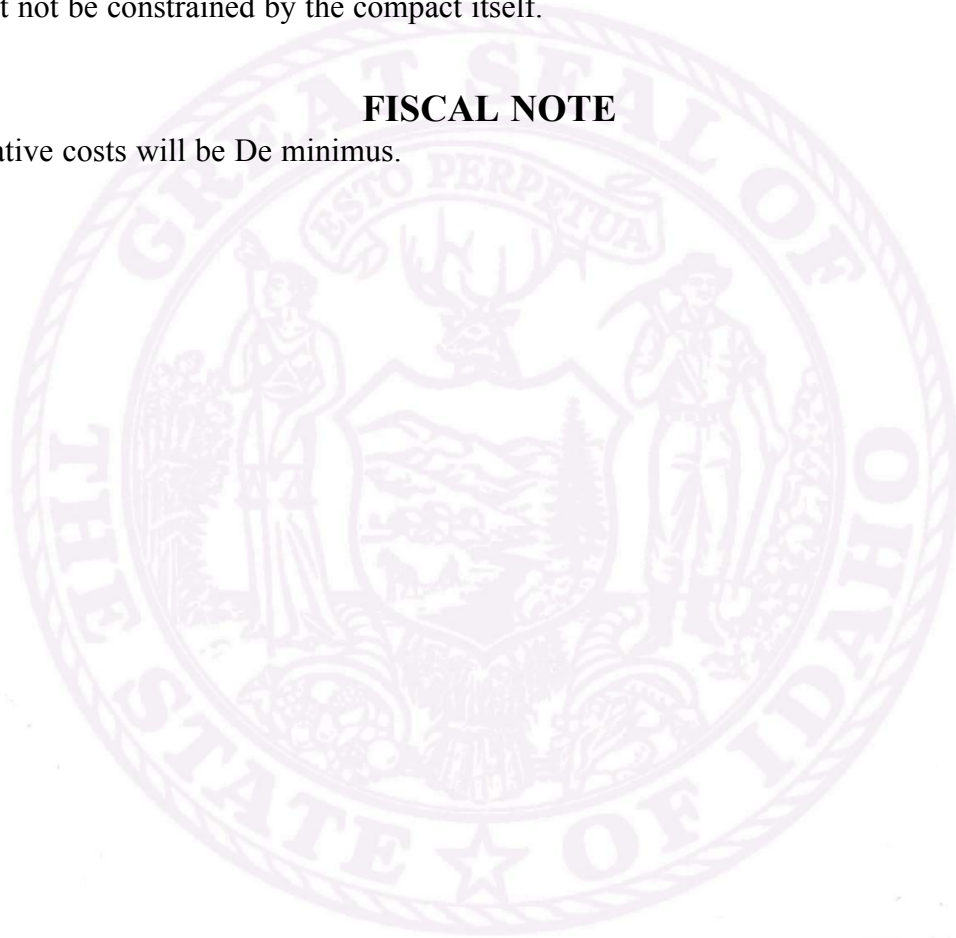 t not be constrained by the compact itself.
FISCAL NOTE
ative costs will be De minimus.
GREAT SEAL OF
ESTO PERPETUA
THE STATE OF IDAHO